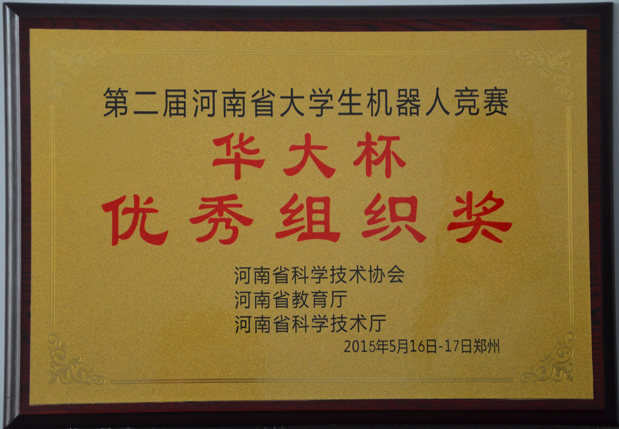 第二届河南省大学生机器人竞赛
华大杯
优秀组织奖
河南省科学技术协会
河南省教育厅
河南省科学技术厅
2015年5月16日-17日郑州